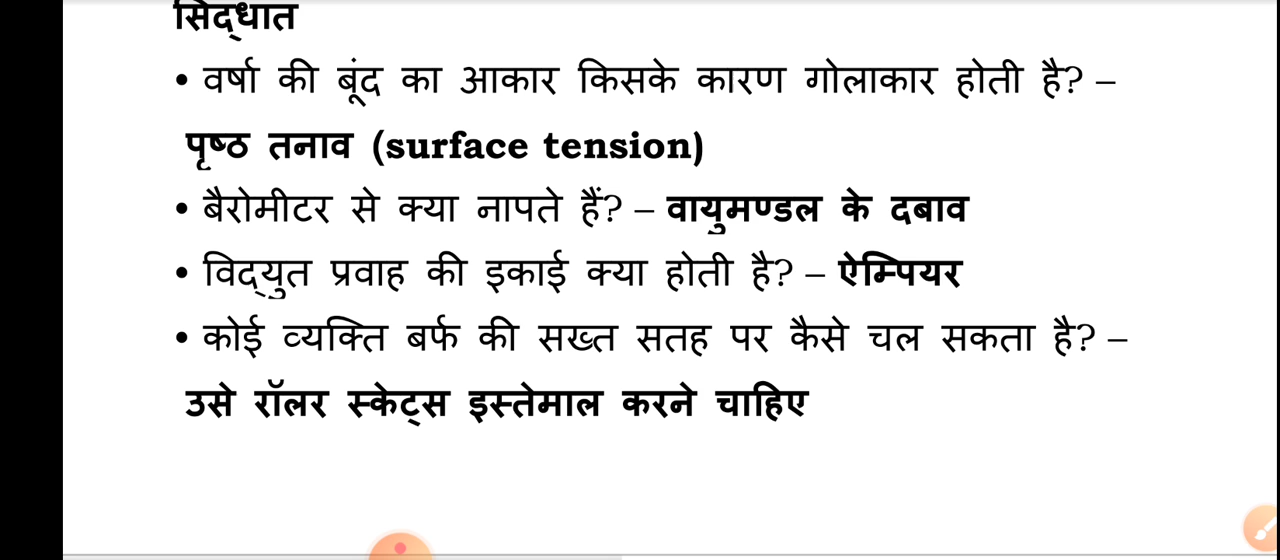 सिद्धांत
• वर्षा की बूंद का आकार किसके कारण गोलाकार होती है? –
पृष्ठ तनाव (surface tension)
• बैरोमीटर से क्या नापते हैं? – वायुमण्डल के दबाव
• विद्युत प्रवाह की इकाई क्या होती है? – ऐम्पियर
• कोई व्यक्ति बर्फ की सख्त सतह पर कैसे चल सकता है? –
उसे रॉलर स्केट्स इस्तेमाल करने चाहिए